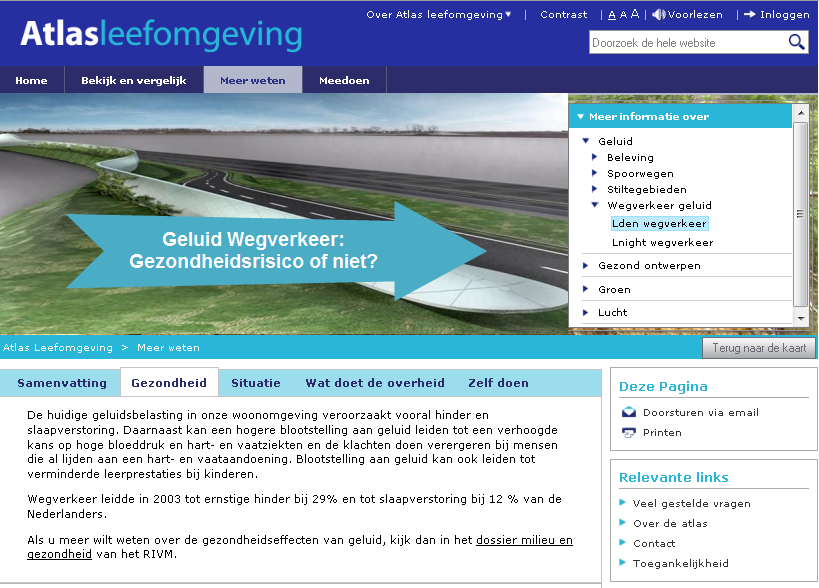 Over Atlas leefomgeving | Contrast | A A A | Voorlezen | Inloggen
Atlasleefomgeving
Doorzoek de hele website
Home Bekijk en vergelijk Meer weten Meedoen
Geluid Wegverkeer:
Gezondheidsrisico of niet?
Meer informatie over
Geluid
Beleving
Spoorwegen
Stiltegebieden
Wegverkeer geluid
Lden wegverkeer
Lnight wegverkeer
Gezond ontwerpen
Groen
Lucht
Atlas Leefomgeving > Meer weten
Terug naar de kaart
Samenvatting Gezondheid Situatie Wat doet de overheid Zelf doen
De huidige geluidsbelasting in onze woonomgeving veroorzaakt vooral hinder en
slaapverstoring. Daarnaast kan een hogere blootstelling aan geluid leiden tot een verhoogde
kans op hoge bloeddruk en hart- en vaatziekten en de klachten doen verergeren bij mensen
die al lijden aan een hart- en vaataandoening. Blootstelling aan geluid kan ook leiden tot
verminderde leerprestaties bij kinderen.
Wegverkeer leidde in 2003 tot ernstige hinder bij 29% en tot slaapverstoring bij 12 % van de
Nederlanders.
Als u meer wilt weten over de gezondheidseffecten van geluid, kijk dan in het dossier milieu en
gezondheid van het RIVM.
Deze Pagina
Doorsturen via email
Printen
Relevante links
Veel gestelde vragen
Over de atlas
Contact
Toegankelijkheid